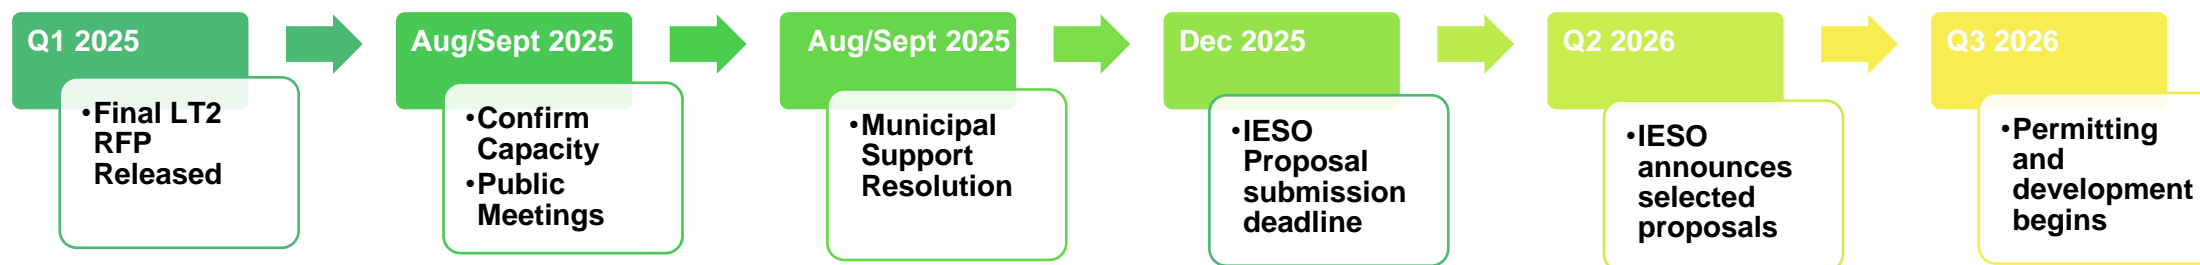 Q1 2025
•Final LT2
RFP
Released
Aug/Sept 2025
•Confirm
Capacity
•Public
Meetings
Aug/Sept 2025
•Municipal
Support
Resolution
Dec 2025
•IESO
Proposal
submission
deadline
Q2 2026
•IESO
announces
selected
proposals
Q3 2026
•Permitting
and
development
begins